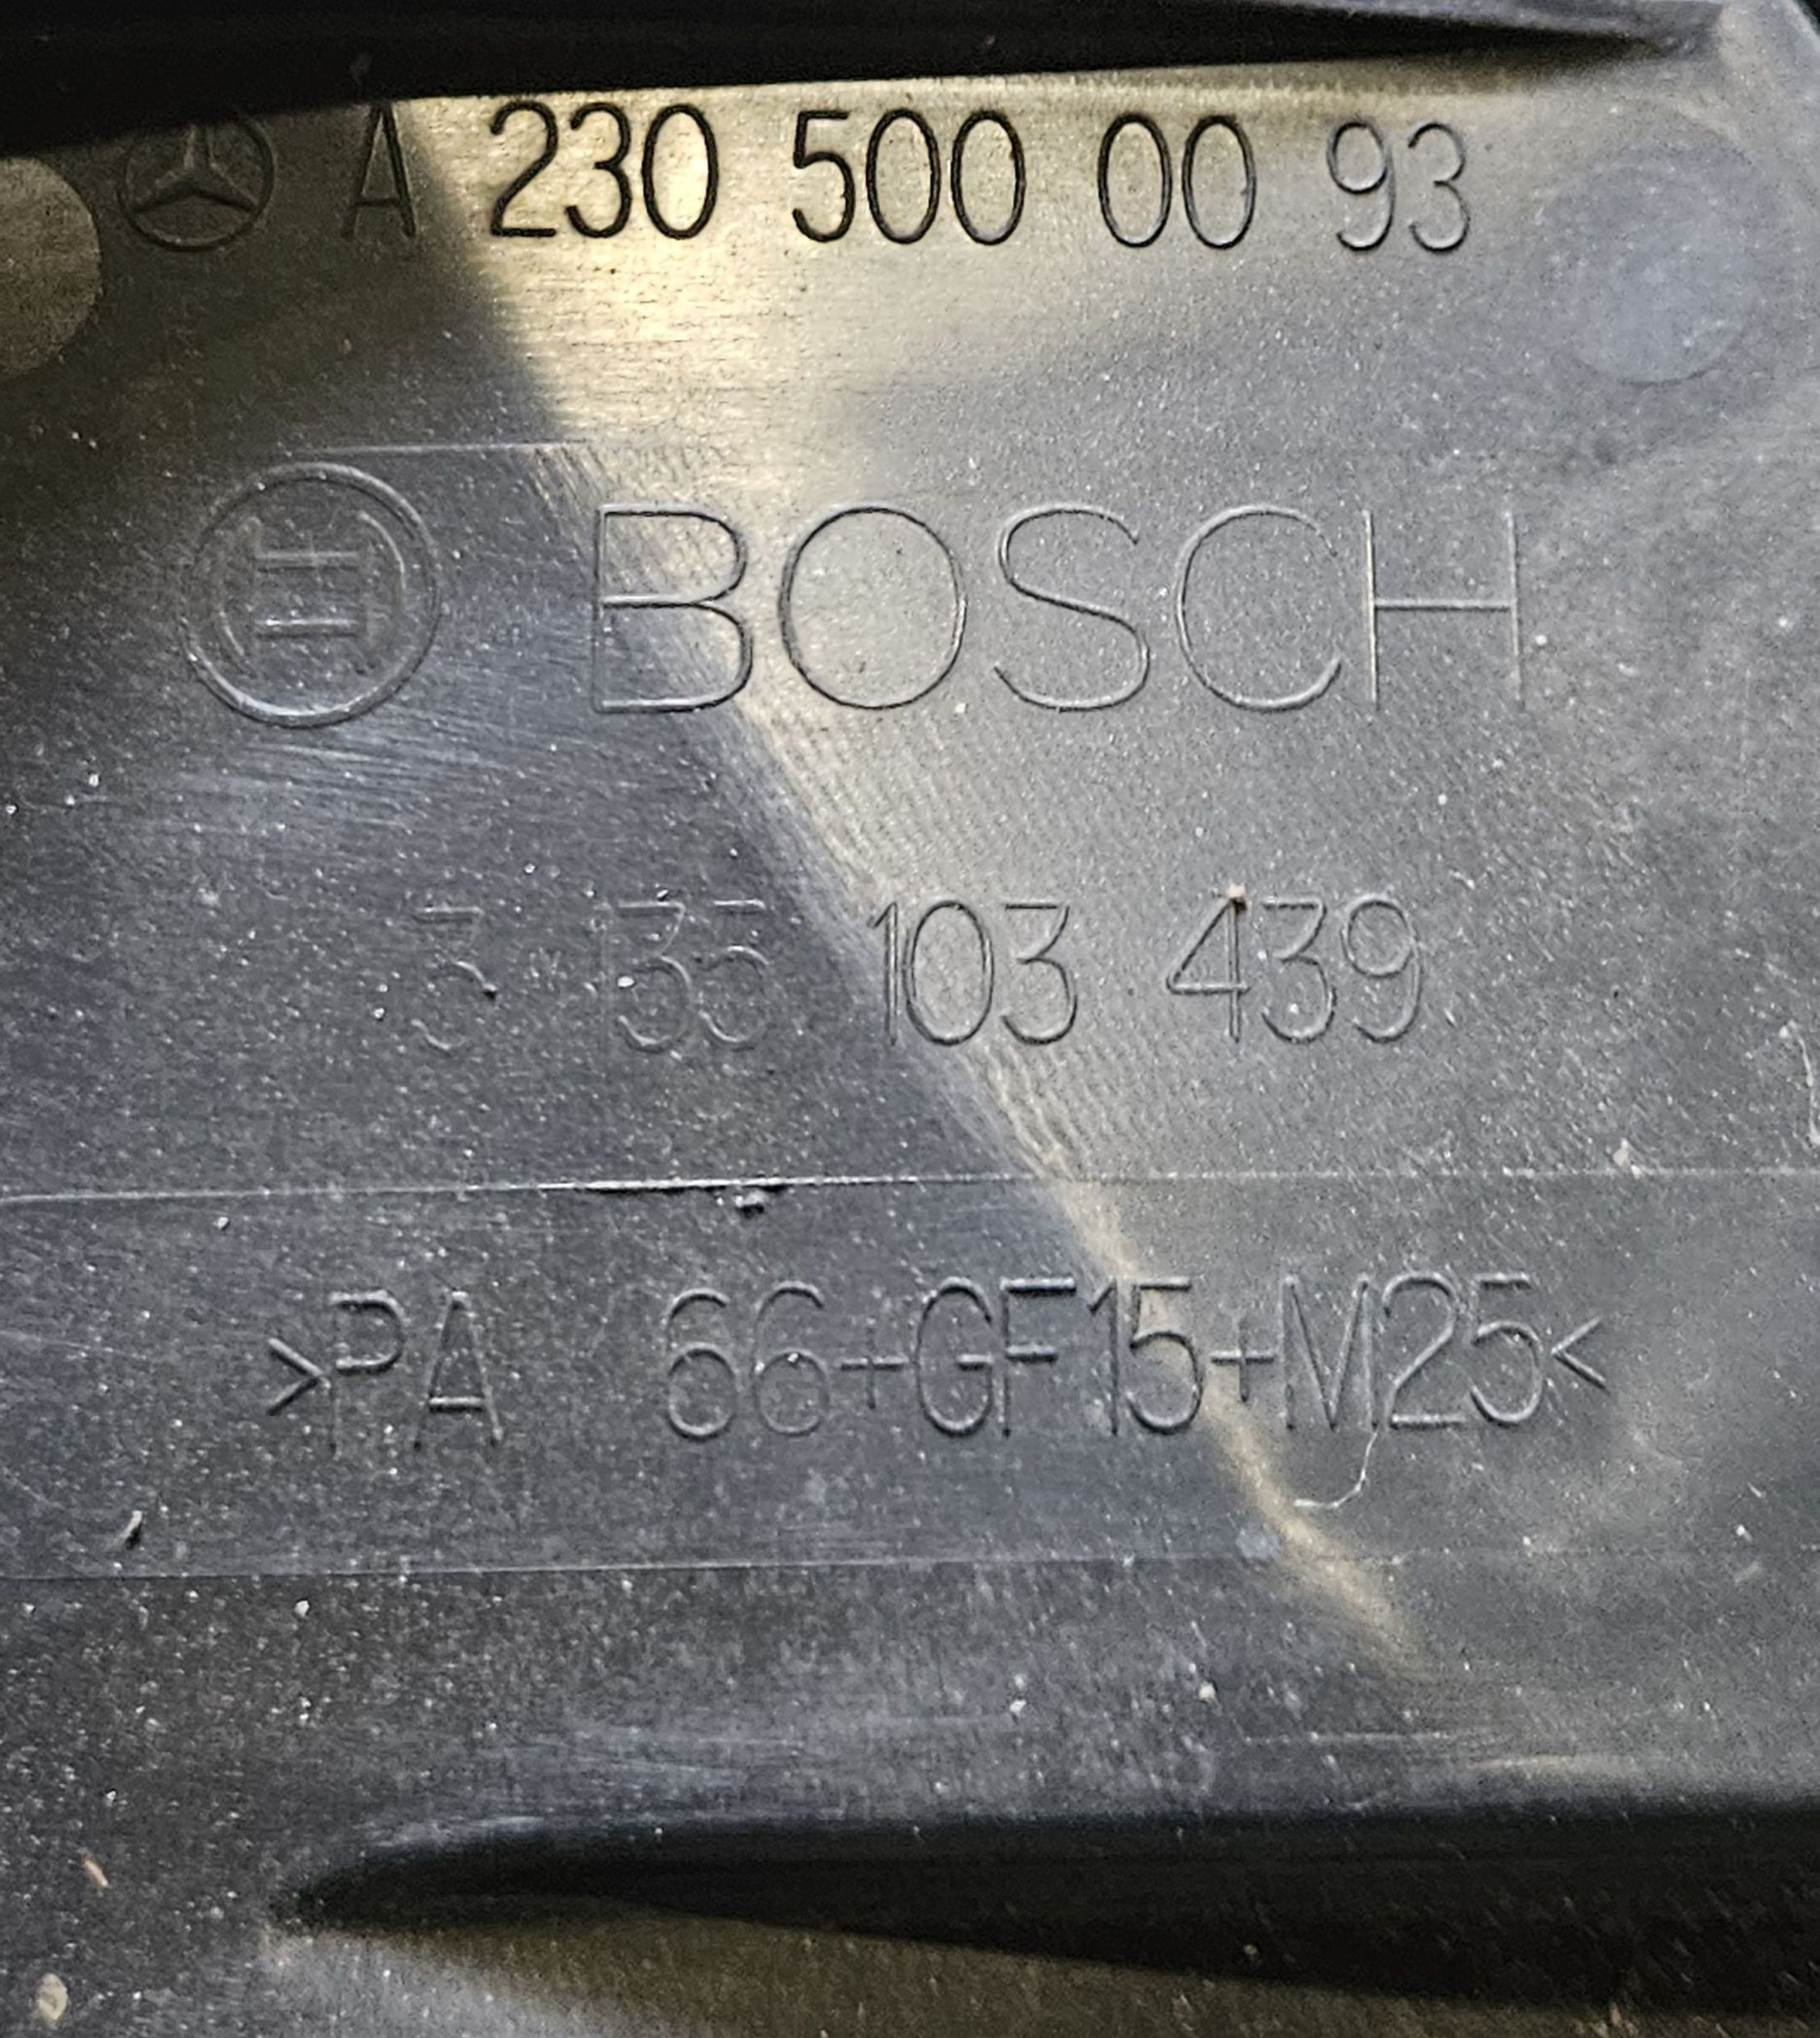 A 230 500 00 93
BOSCH
3 135 103 439
>PA 66+GF15+M25<